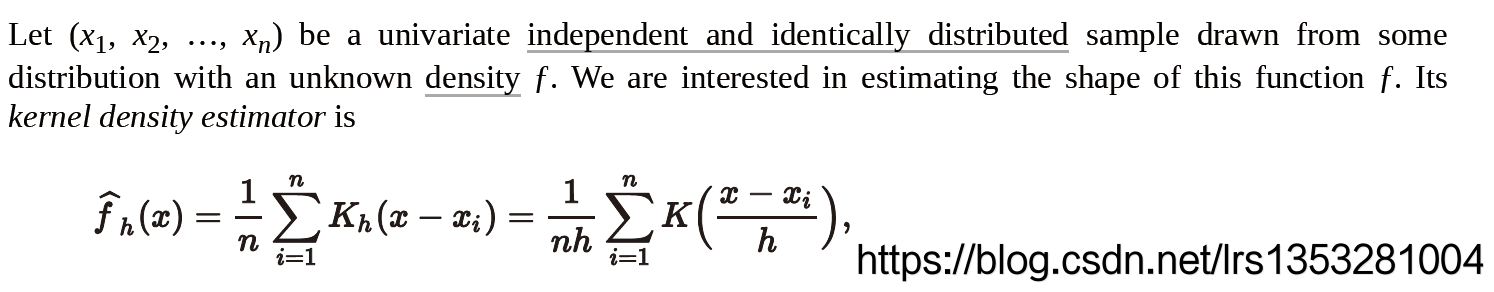 Let (x₁, x₂, …, xₙ) be a univariate independent and identically distributed sample drawn from some
distribution with an unknown density ƒ. We are interested in estimating the shape of this function ƒ. Its
kernel density estimator is
f̂ₕ(x) = 1/n ∑ᵢ₌₁ⁿ Kₕ(x − xᵢ) = 1/(nh) ∑ᵢ₌₁ⁿ K((x − xᵢ)/h),
https://blog.csdn.net/lrs1353281004